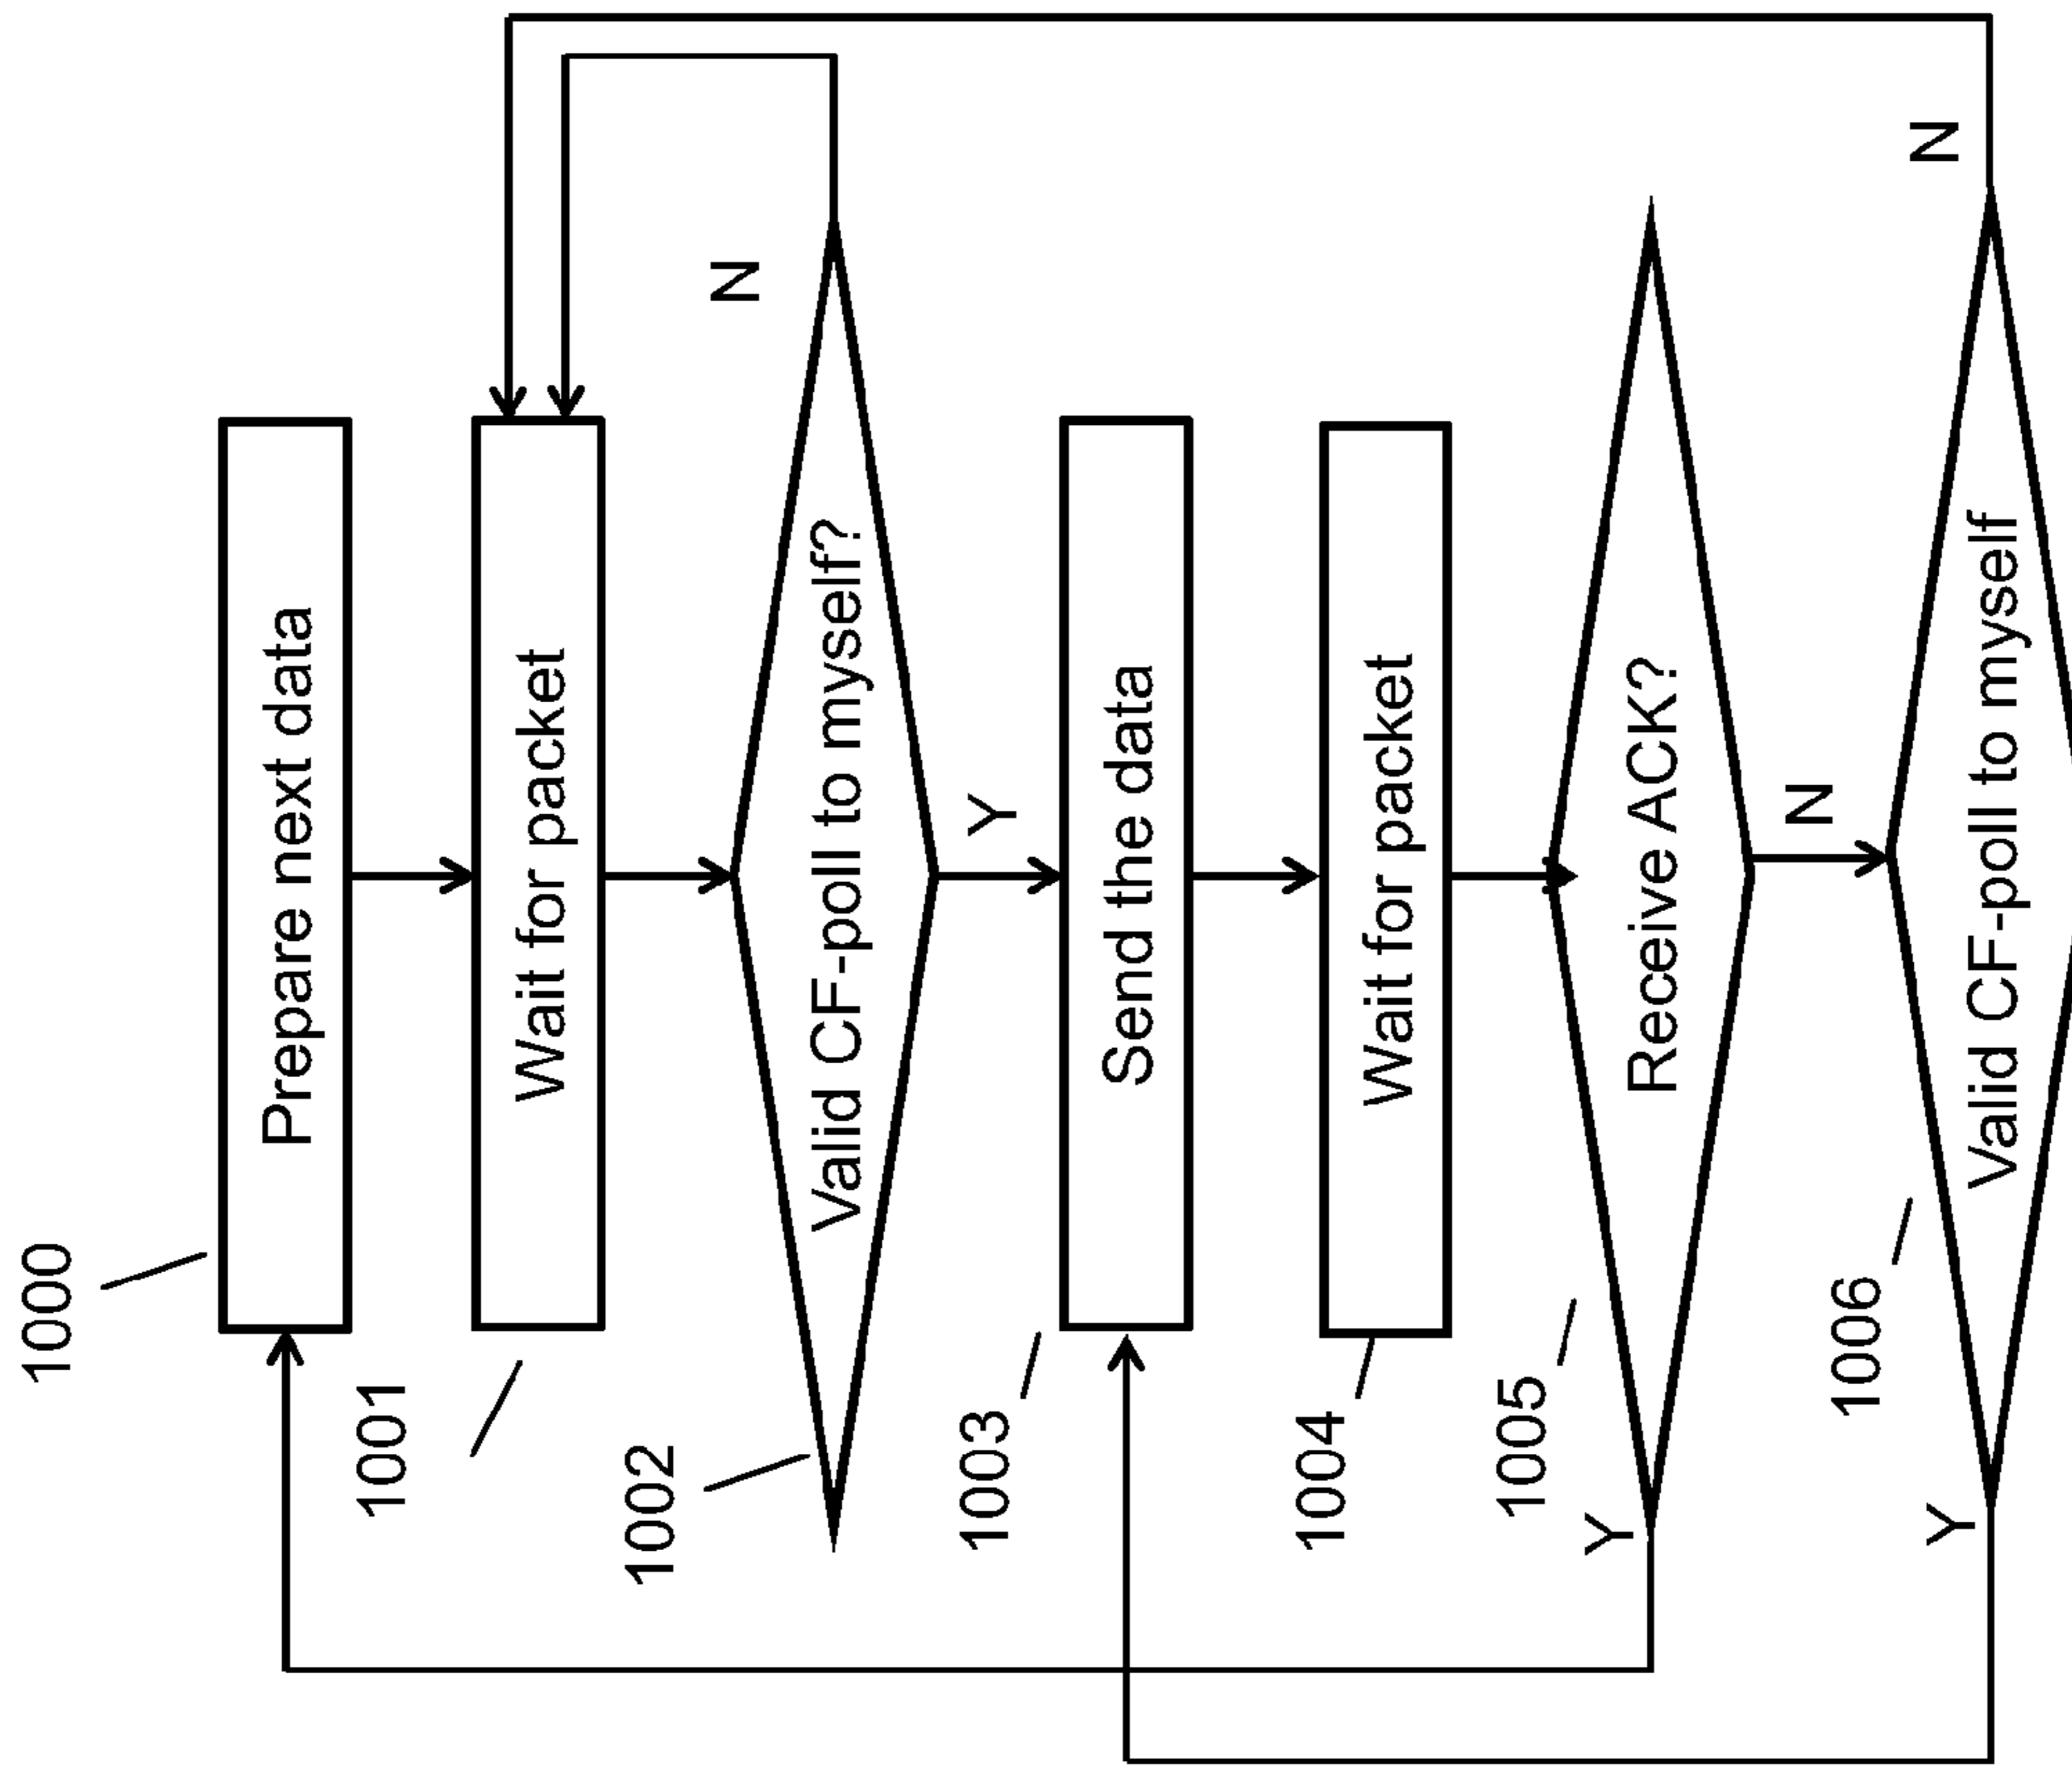 1000
Prepare next data
1001
Wait for packet
1002
Valid CF-poll to myself?
N
Y
1003
Send the data
1004
Wait for packet
1005
Receive ACK?
Y
N
1006
Valid CF-poll to myself
Y
N